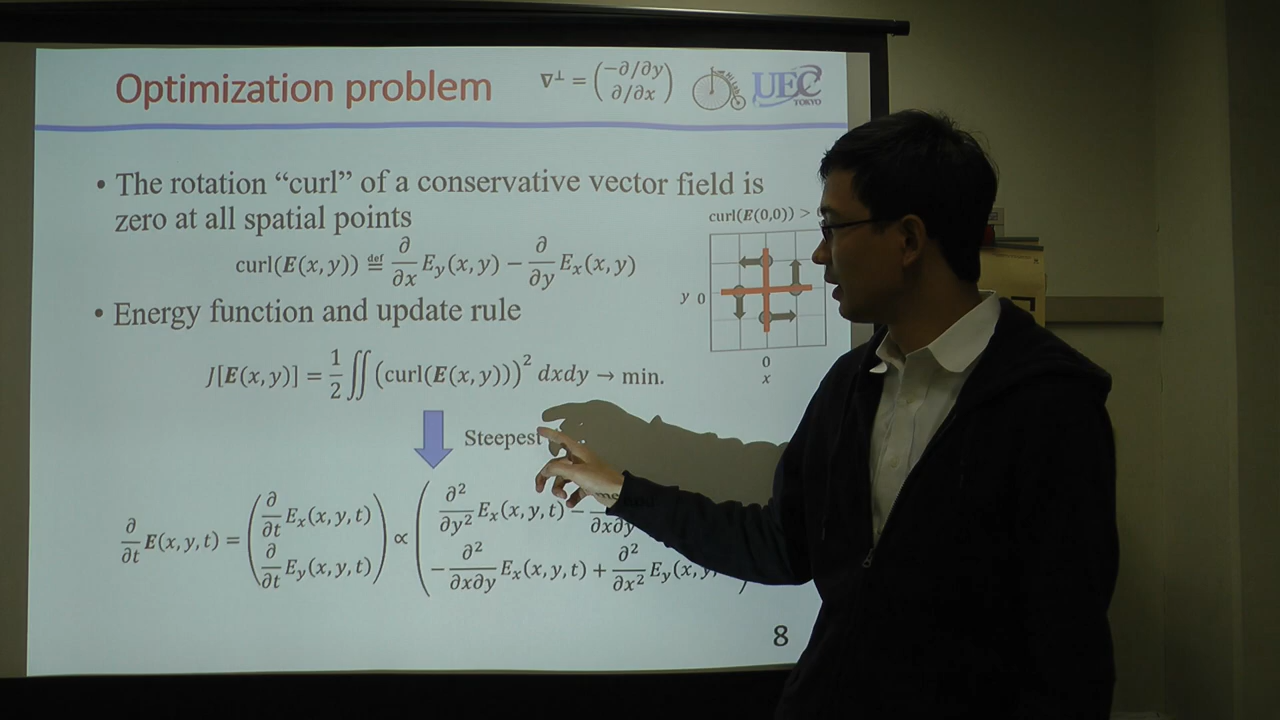 Optimization problem
∇⊥ = (−∂/∂y
∂/∂x)
UEC
TOKYO
• The rotation “curl” of a conservative vector field is
zero at all spatial points
curl(E(0,0)) >
curl(E(x,y)) ≝ ∂/∂x E_y(x,y) − ∂/∂y E_x(x,y)
y 0
0
x
• Energy function and update rule
J[E(x,y)] = 1/2 ∬ (curl(E(x,y)))² dxdy → min.
Steepest
∂/∂t E(x,y,t) = (∂/∂t E_x(x,y,t)
∂/∂t E_y(x,y,t)) ∝ (∂²/∂y² E_x(x,y,t) − /∂x∂y
−∂²/∂x∂y E_x(x,y,t) + ∂²/∂x² E_y(x,y, )
8